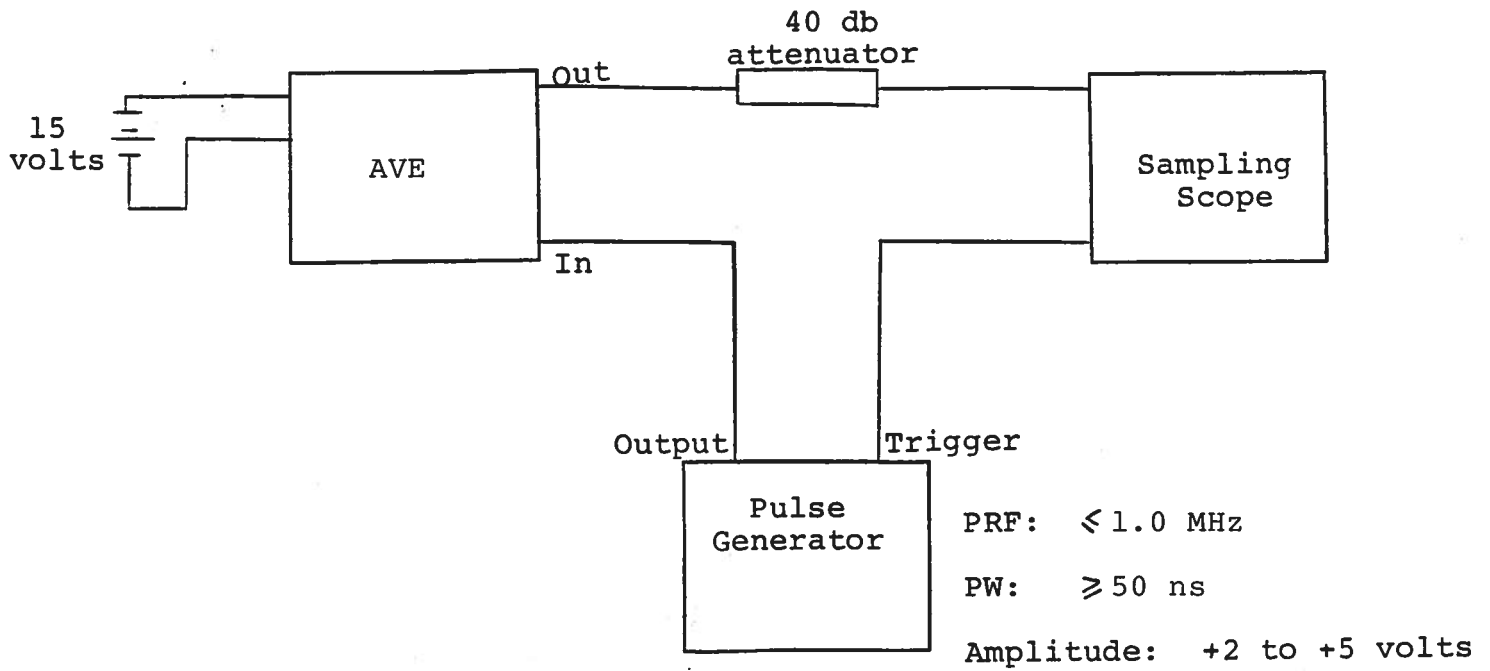 40 db
attenuator
Out
15
volts
AVE
Sampling
Scope
In
Output
Trigger
Pulse
Generator
PRF: ⩽ 1.0 MHz
PW: ⩾ 50 ns
Amplitude: +2 to +5 volts